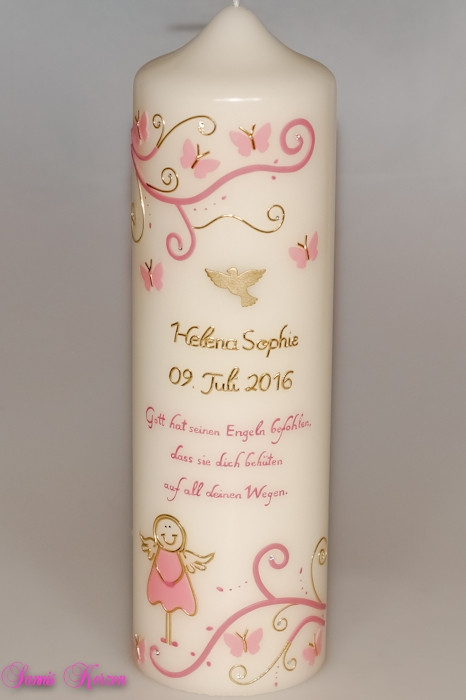 Helena Sophie
09. Juli 2016
Gott hat seinen Engeln befohlen,
dass sie dich behüten
auf all deinen Wegen.
Kerzen